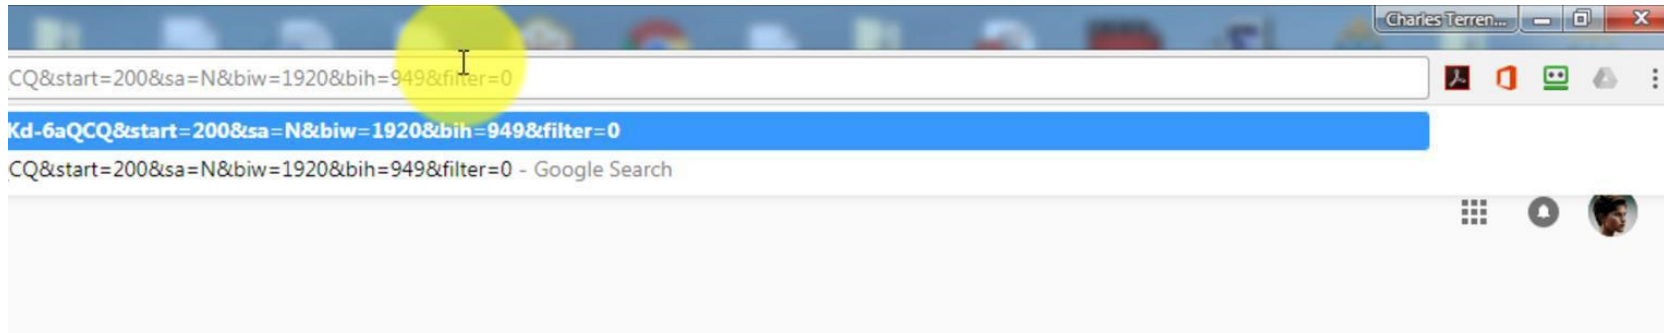 Charles Terren...
CQ&start=200&sa=N&biw=1920&bih=949&filter=0
Kd-6aQCQ&start=200&sa=N&biw=1920&bih=949&filter=0
CQ&start=200&sa=N&biw=1920&bih=949&filter=0 - Google Search